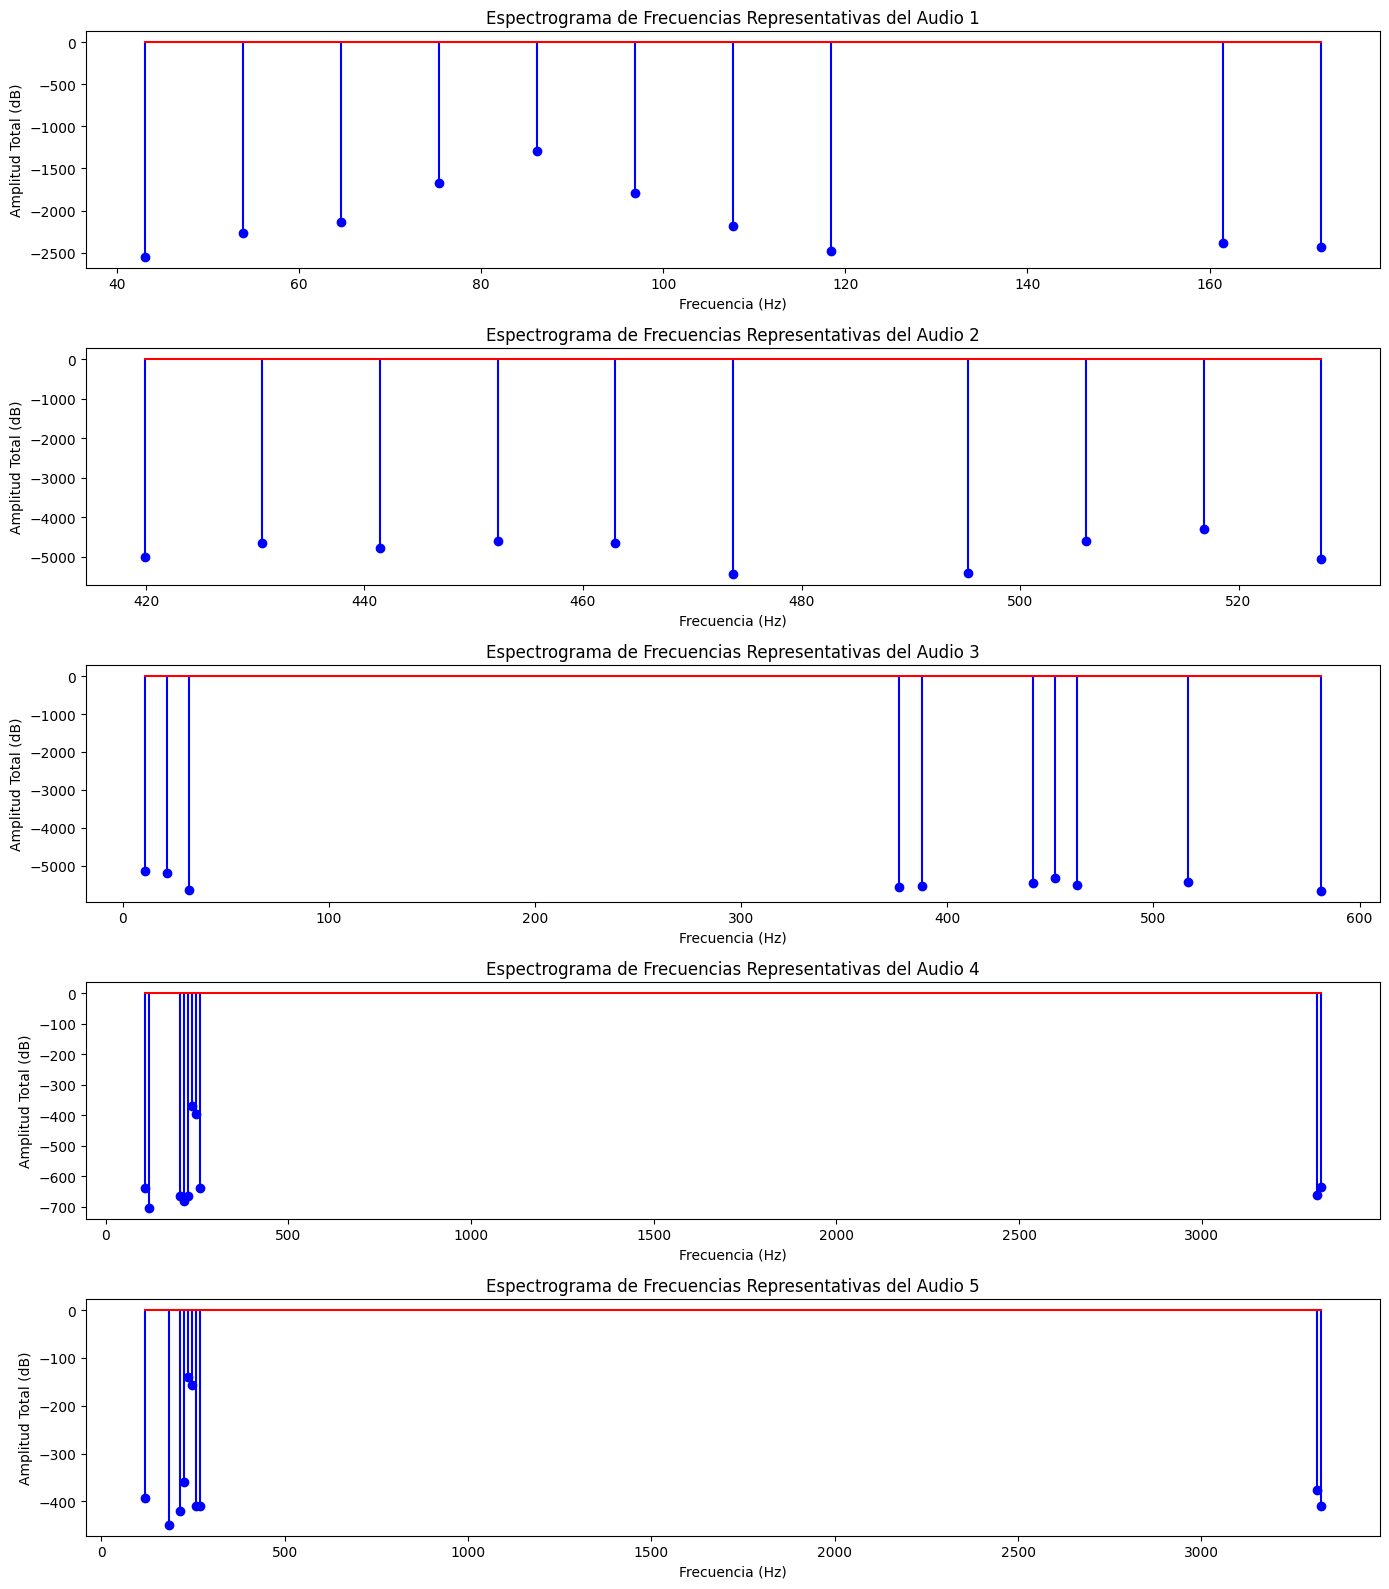 Espectrograma de Frecuencias Representativas del Audio 1
0
−500
−1000
−1500
−2000
−2500
Amplitud Total (dB)
40 60 80 100 120 140 160
Frecuencia (Hz)
Espectrograma de Frecuencias Representativas del Audio 2
0
−1000
−2000
−3000
−4000
−5000
Amplitud Total (dB)
420 440 460 480 500 520
Frecuencia (Hz)
Espectrograma de Frecuencias Representativas del Audio 3
0
−1000
−2000
−3000
−4000
−5000
Amplitud Total (dB)
0 100 200 300 400 500 600
Frecuencia (Hz)
Espectrograma de Frecuencias Representativas del Audio 4
0
−100
−200
−300
−400
−500
−600
−700
Amplitud Total (dB)
0 500 1000 1500 2000 2500 3000
Frecuencia (Hz)
Espectrograma de Frecuencias Representativas del Audio 5
0
−100
−200
−300
−400
Amplitud Total (dB)
0 500 1000 1500 2000 2500 3000
Frecuencia (Hz)